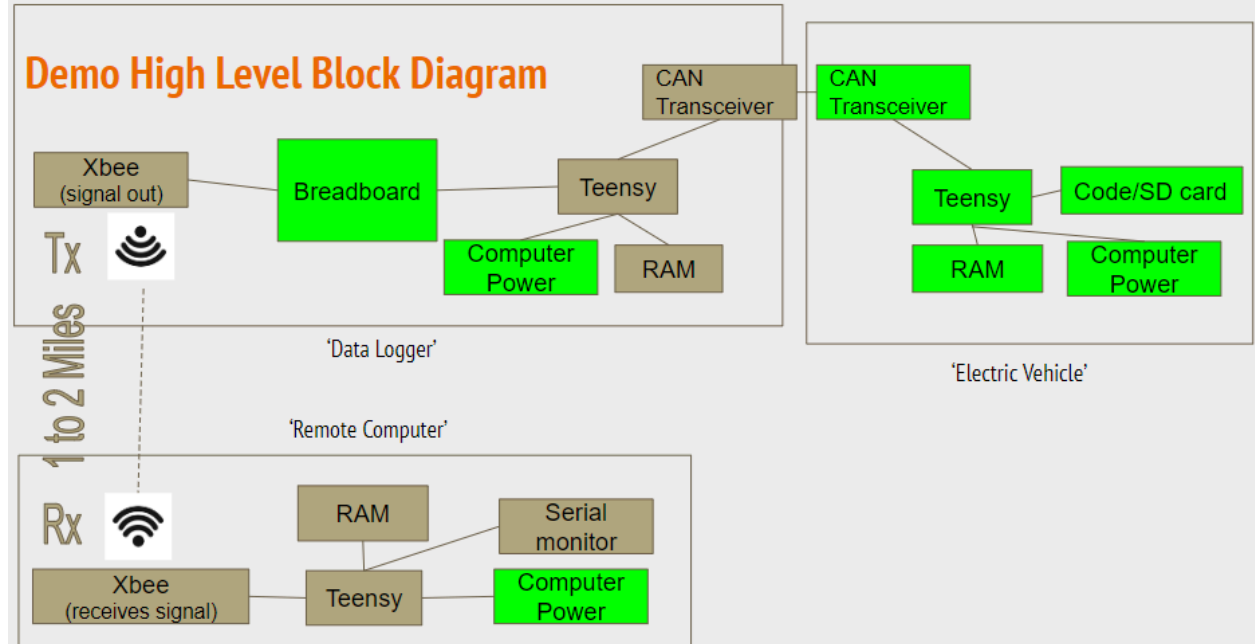 Demo High Level Block Diagram
CAN
Transceiver
CAN
Transceiver
Xbee
(signal out)
Breadboard
Teensy
Teensy
Code/SD card
Tx
Computer
Power
RAM
RAM
Computer
Power
1 to 2 Miles
'Data Logger'
'Electric Vehicle'
'Remote Computer'
Rx
RAM
Serial
monitor
Xbee
(receives signal)
Teensy
Computer
Power